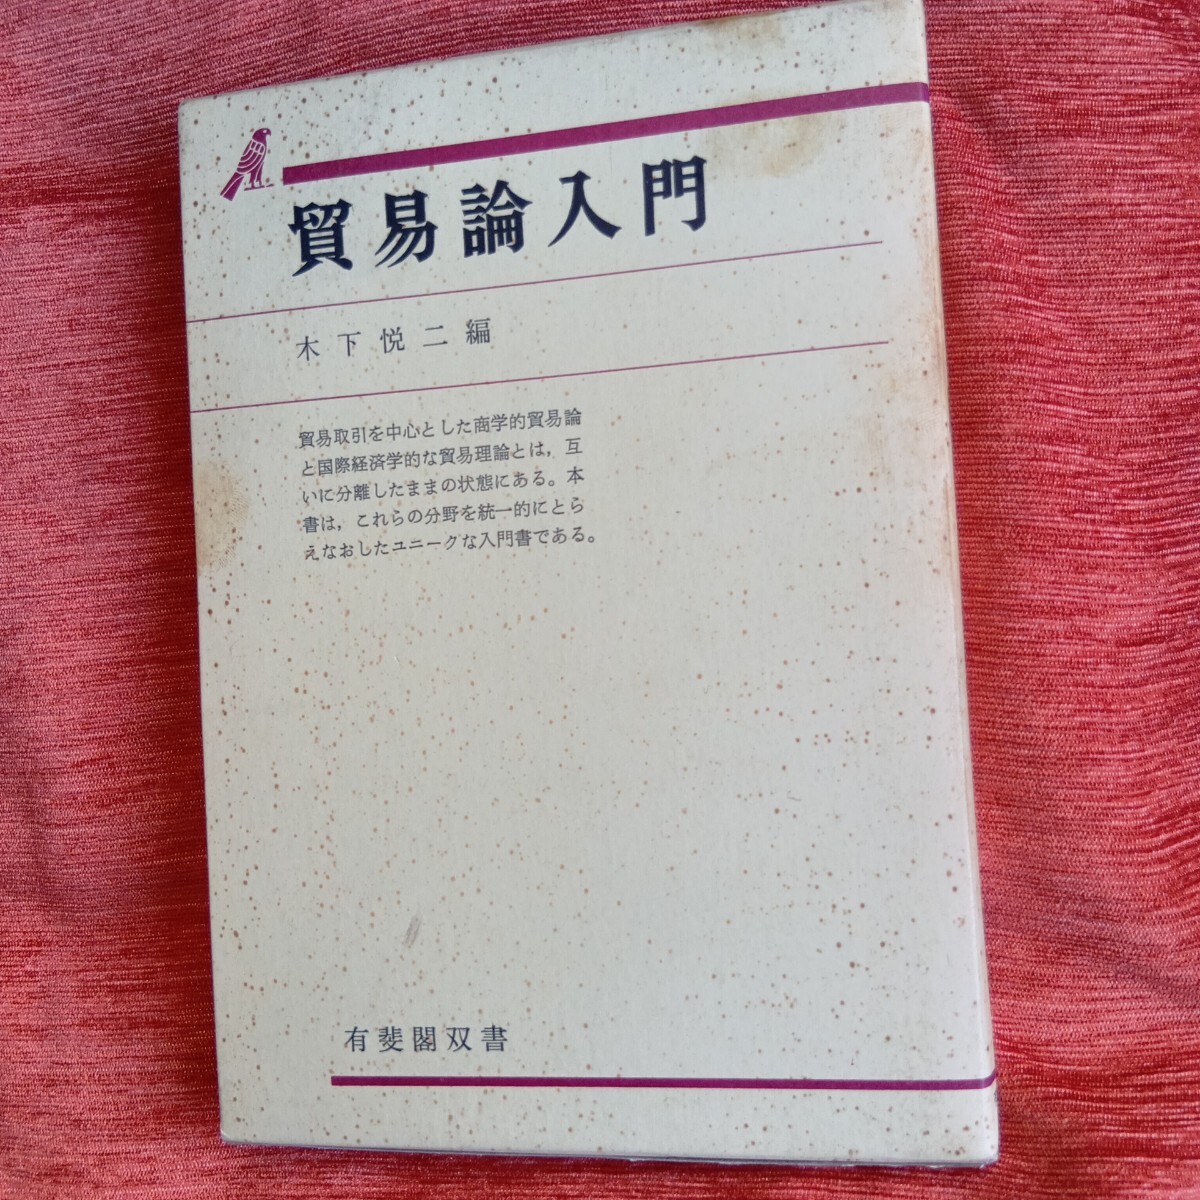 貿易論入門
木下悦二編
貿易取引を中心とした商学的貿易論
と国際経済学的な貿易理論とは，互
いに分離したままの状態にある。本
書は，これらの分野を統一的にとら
えなおしたユニークな入門書である。
有斐閣双書